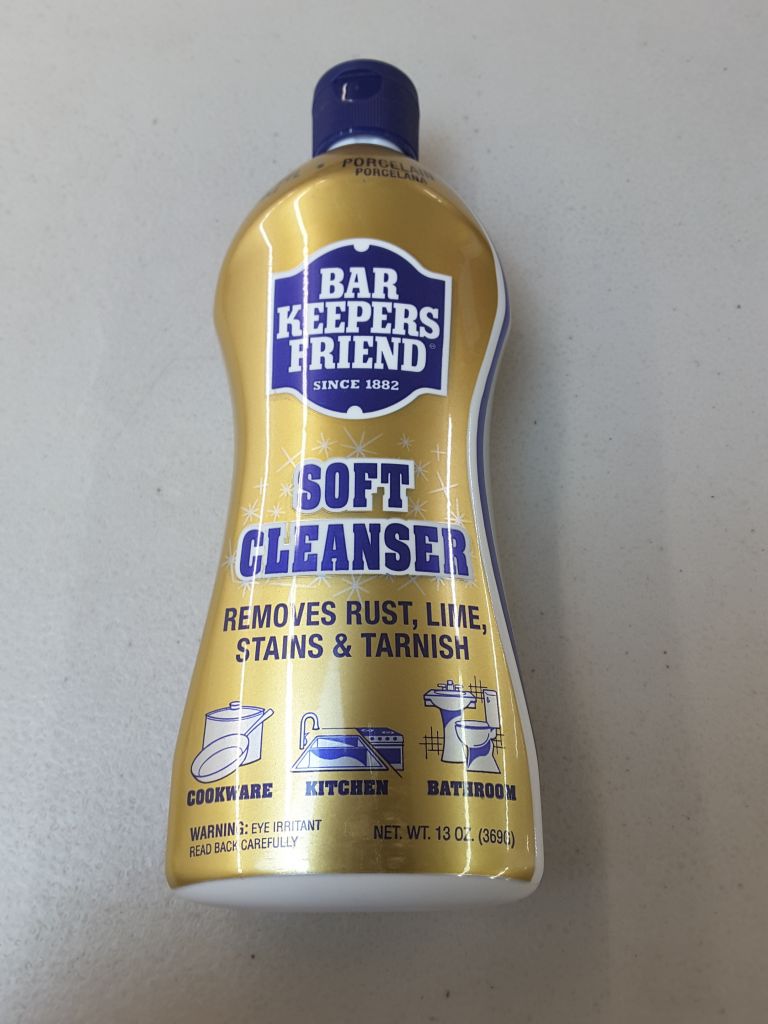 • PORCELAIN
PORCELANA
BAR
KEEPERS
FRIEND®
SINCE 1882
SOFT
CLEANSER
REMOVES RUST, LIME,
STAINS & TARNISH
COOKWARE KITCHEN BATHROOM
WARNING: EYE IRRITANT
READ BACK CAREFULLY
NET. WT. 13 OZ. (369G)